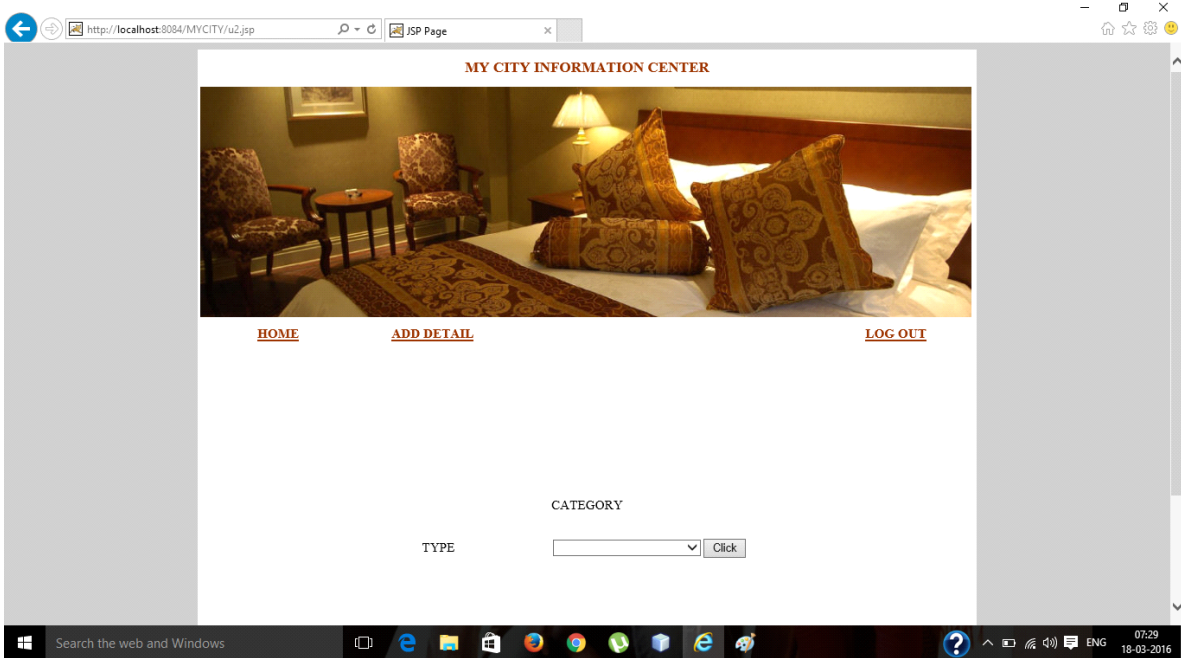 http://localhost:8084/MYCITY/u2.jsp
JSP Page
MY CITY INFORMATION CENTER
HOME ADD DETAIL LOG OUT
CATEGORY
TYPE Click
Search the web and Windows
ENG
07:29
18-03-2016